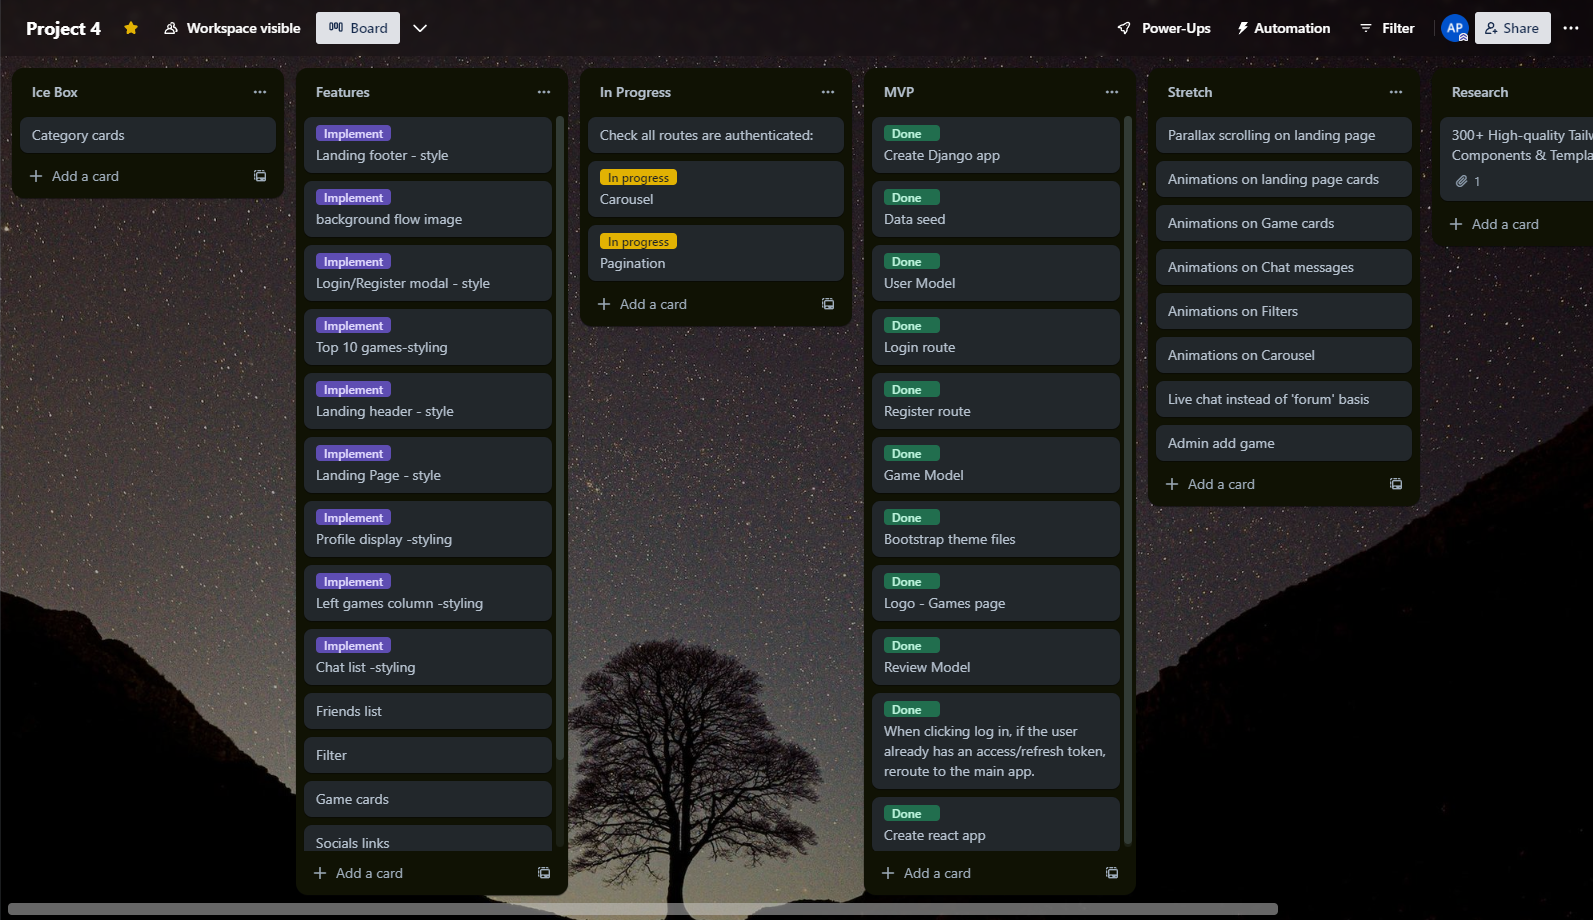 Project 4
Workspace visible
Board
Power-Ups
Automation
Filter
AP
Share
Ice Box
Category cards
Add a card
Features
Implement
Landing footer - style
Implement
background flow image
Implement
Login/Register modal - style
Implement
Top 10 games-styling
Implement
Landing header - style
Implement
Landing Page - style
Implement
Profile display -styling
Implement
Left games column -styling
Implement
Chat list -styling
Friends list
Filter
Game cards
Socials links
Add a card
In Progress
Check all routes are authenticated:
In progress
Carousel
In progress
Pagination
Add a card
MVP
Done
Create Django app
Done
Data seed
Done
User Model
Done
Login route
Done
Register route
Done
Game Model
Done
Bootstrap theme files
Done
Logo - Games page
Done
Review Model
Done
When clicking log in, if the user
already has an access/refresh token,
reroute to the main app.
Done
Create react app
Add a card
Stretch
Parallax scrolling on landing page
Animations on landing page cards
Animations on Game cards
Animations on Chat messages
Animations on Filters
Animations on Carousel
Live chat instead of 'forum' basis
Admin add game
Add a card
Research
300+ High-quality
Components &
1
Add a card